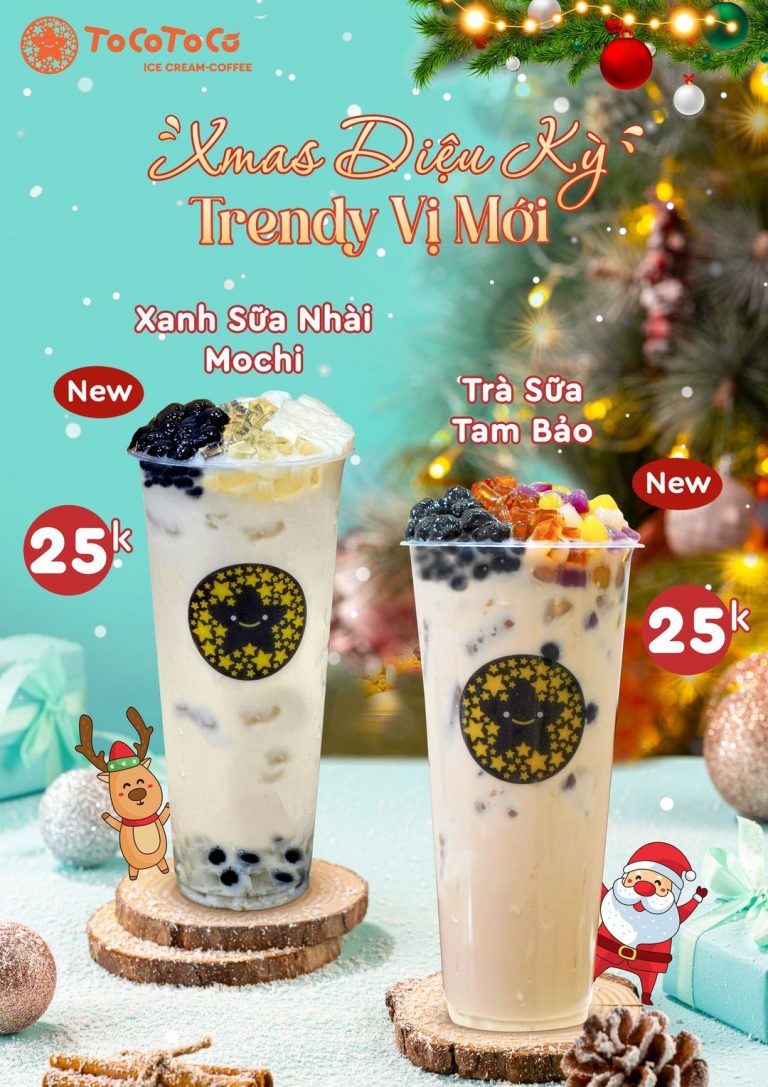 ToCoToCo
ICE CREAM-COFFEE
Xmas Diệu Kỳ
Trendy Vị Mới
Xanh Sữa Nhài
Mochi
New
25k
Trà Sữa
Tam Bảo
New
25k